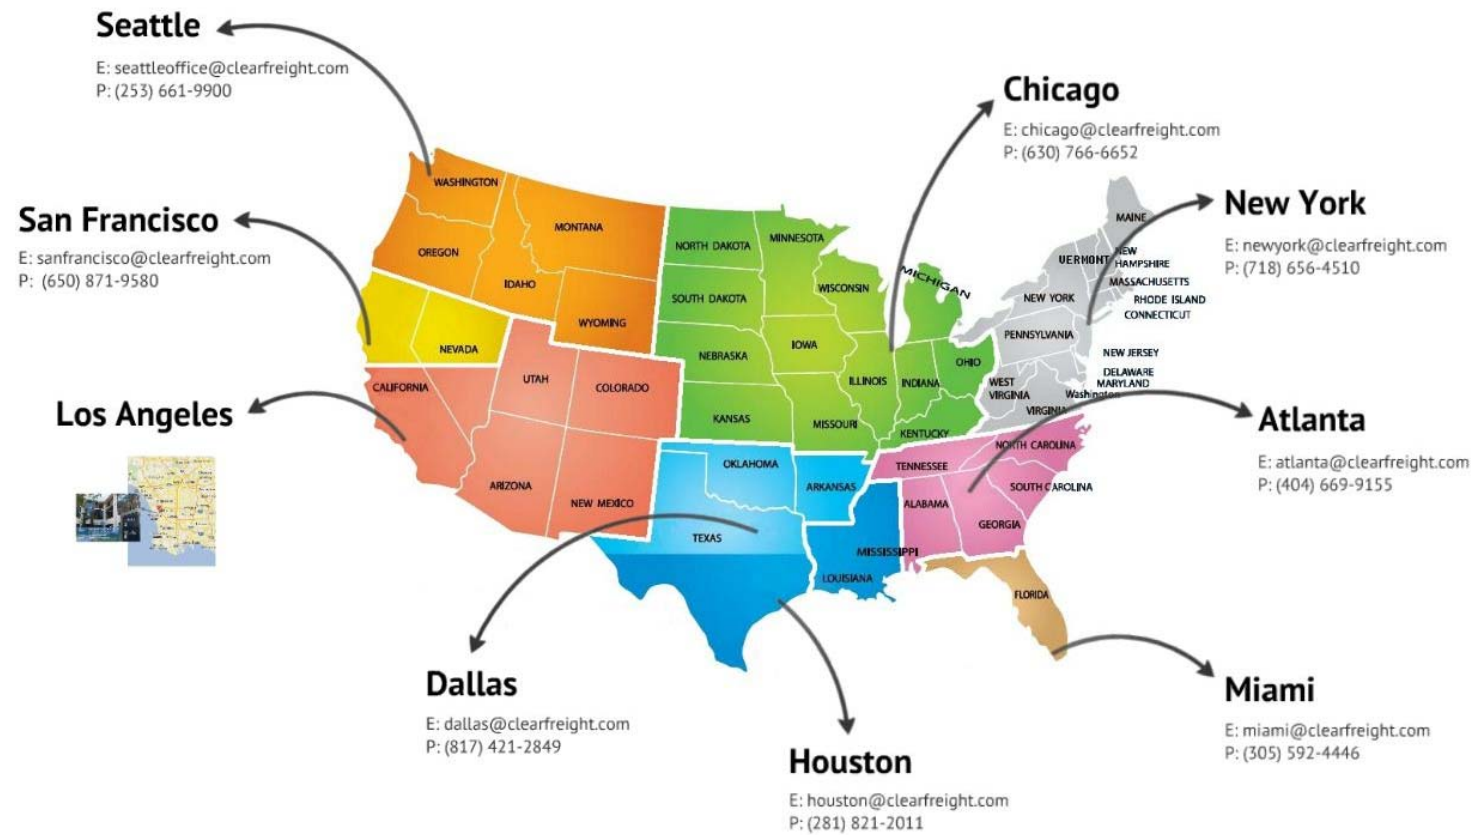 Seattle
E: seattleoffice@clearfreight.com
P: (253) 661-9900
Chicago
E: chicago@clearfreight.com
P: (630) 766-6652
San Francisco
E: sanfrancisco@clearfreight.com
P: (650) 871-9580
New York
E: newyork@clearfreight.com
P: (718) 656-4510
Los Angeles
Atlanta
E: atlanta@clearfreight.com
P: (404) 669-9155
Dallas
E: dallas@clearfreight.com
P: (817) 421-2849
Houston
E: houston@clearfreight.com
P: (281) 821-2011
Miami
E: miami@clearfreight.com
P: (305) 592-4446
WASHINGTON
OREGON
MONTANA
IDAHO
WYOMING
NEVADA
CALIFORNIA
UTAH
COLORADO
ARIZONA
NEW MEXICO
NORTH DAKOTA
MINNESOTA
SOUTH DAKOTA
WISCONSIN
MICHIGAN
NEBRASKA
IOWA
ILLINOIS
INDIANA
OHIO
KANSAS
MISSOURI
KENTUCKY
OKLAHOMA
ARKANSAS
TEXAS
LOUISIANA
MISSISSIPPI
TENNESSEE
ALABAMA
GEORGIA
NORTH CAROLINA
SOUTH CAROLINA
FLORIDA
MAINE
VERMONT
NEW
HAMPSHIRE
MASSACHUSETTS
RHODE ISLAND
CONNECTICUT
NEW YORK
PENNSYLVANIA
NEW JERSEY
DELAWARE
MARYLAND
Washington
WEST
VIRGINIA
VIRGINIA